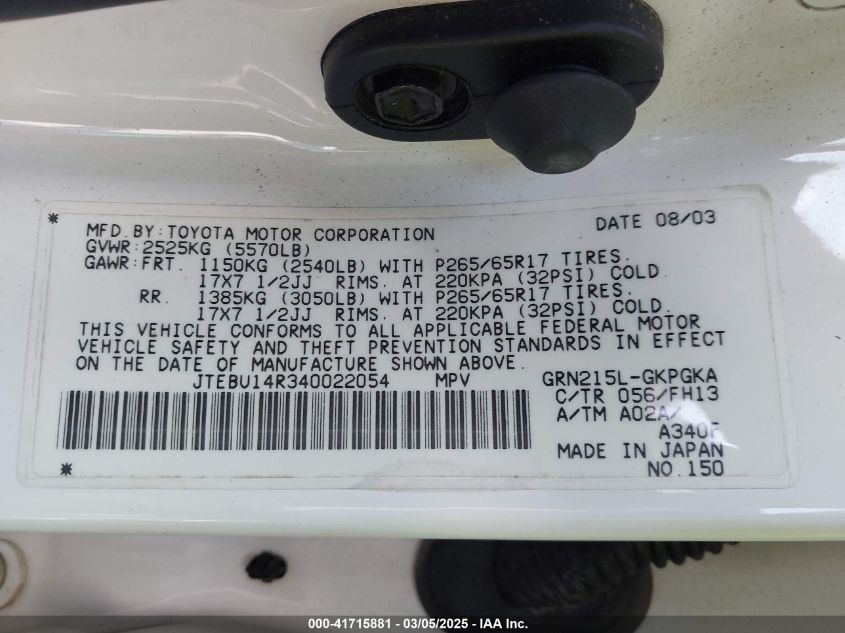 * MFD.BY:TOYOTA MOTOR CORPORATION DATE 08/03
GVWR:2525KG (5570LB)
GAWR:FRT. 1150KG (2540LB) WITH P265/65R17 TIRES.
17X7 1/2JJ RIMS. AT 220KPA (32PSI) COLD.
RR. 1385KG (3050LB) WITH P265/65R17 TIRES.
17X7 1/2JJ RIMS. AT 220KPA (32PSI) COLD.
THIS VEHICLE CONFORMS TO ALL APPLICABLE FEDERAL MOTOR
VEHICLE SAFETY AND THEFT PREVENTION STANDARDS IN EFFECT
ON THE DATE OF MANUFACTURE SHOWN ABOVE.
JTEBU14R340022054 MPV GRN215L-GKPGKA
C/TR 056/FH13
A/TM A02A/
A340F
MADE IN JAPAN
* NO.150
000-41715881 - 03/05/2025 - IAA Inc.